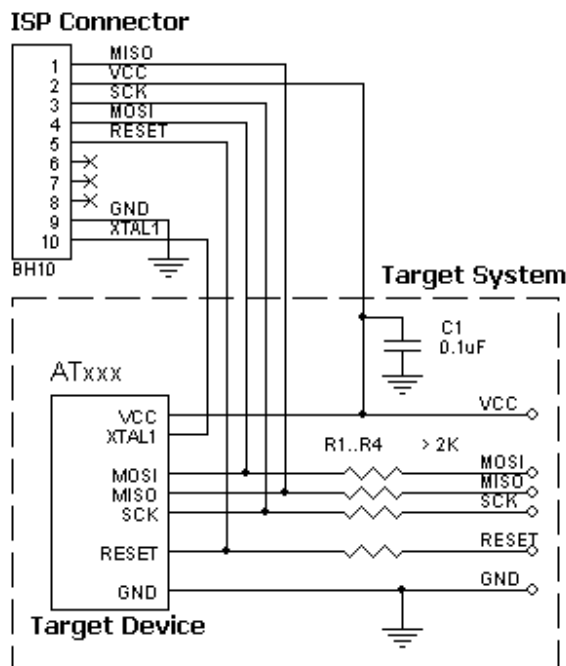 ISP Connector
1 MISO
2 VCC
3 SCK
4 MOSI
5 RESET
6
7
8
9 GND
10 XTAL1
BH10
Target System
C1
0.1uF
ATxxx
VCC VCC
XTAL1
R1..R4 > 2K
MOSI MOSI
MISO MISO
SCK SCK
RESET RESET
GND GND
Target Device